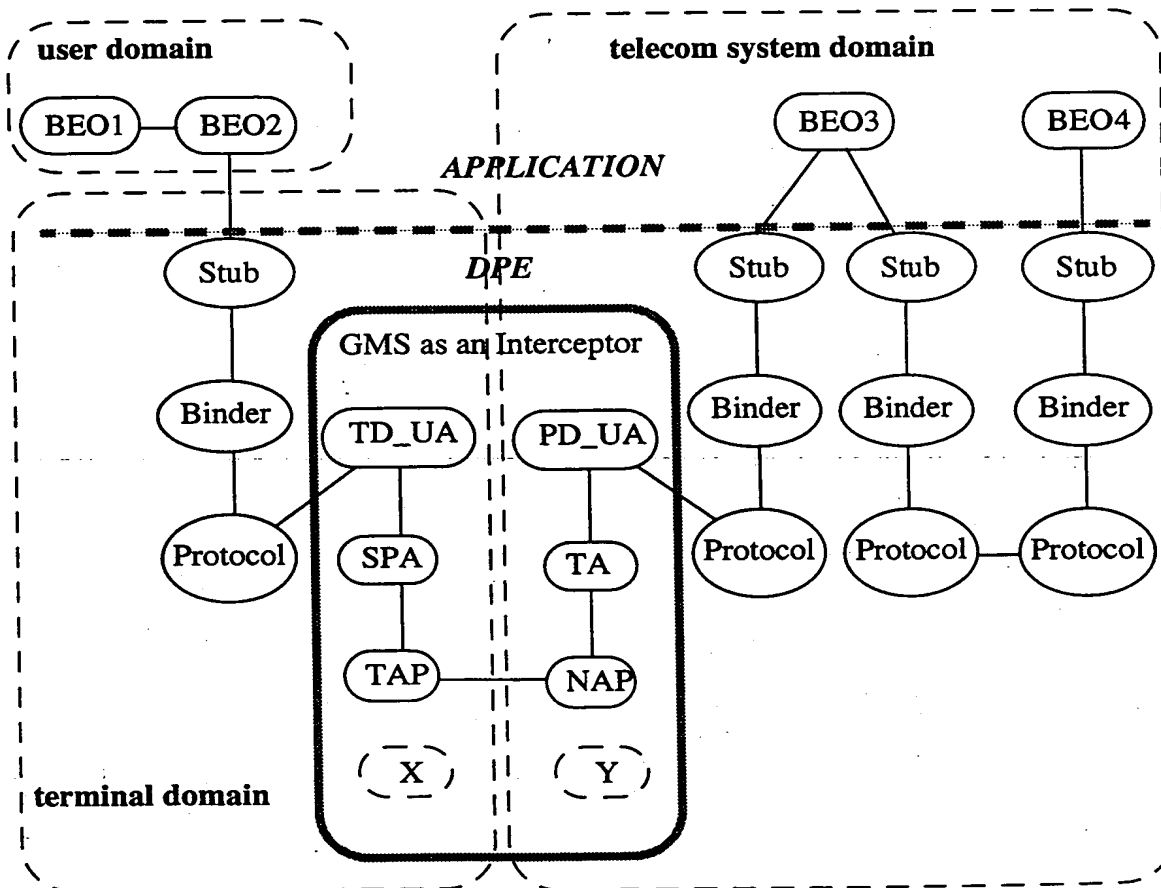 user domain
telecom system domain
BEO1
BEO2
BEO3
BEO4
APPLICATION
Stub
DPE
Stub
Stub
Stub
GMS as an Interceptor
Binder
TD_UA
PD_UA
Binder
Binder
Binder
Protocol
SPA
TA
Protocol
Protocol
Protocol
TAP
NAP
X
Y
terminal domain